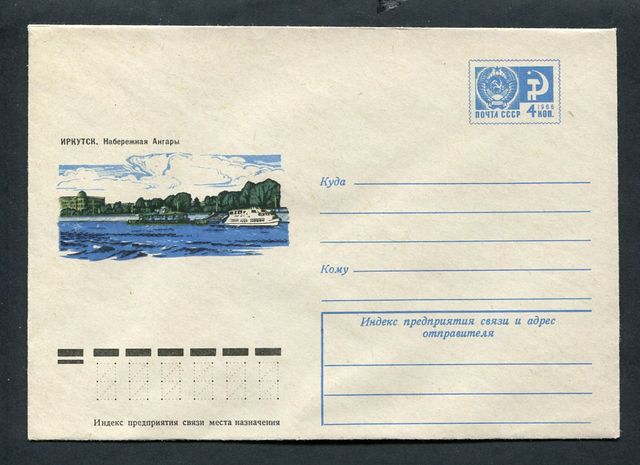 1966
ПОЧТА СССР 4 КОП.
ИРКУТСК. Набережная Ангары
Куда
Кому
Индекс предприятия связи и адрес
отправителя
Индекс предприятия связи места назначения